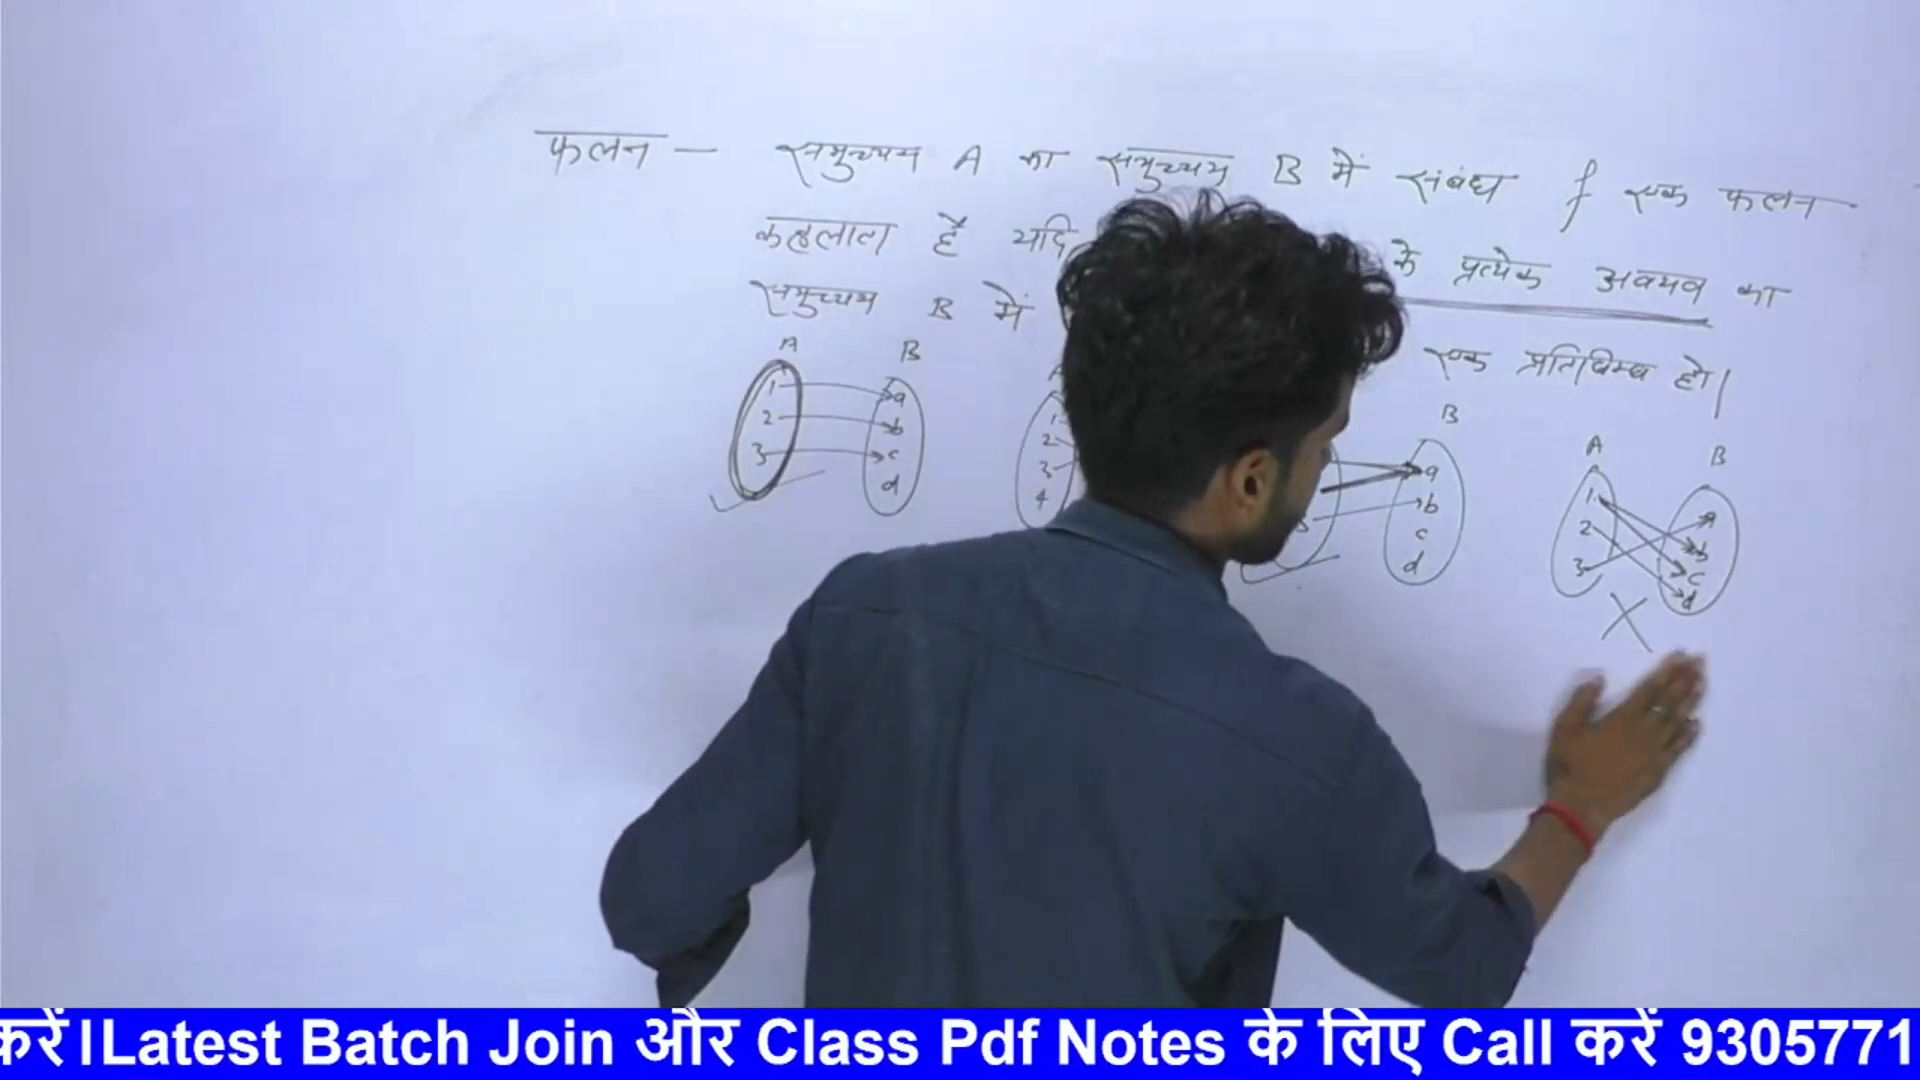 फलन — समुच्चय A का समुच्चय B में संबंध f एक फलन
कहलाता है यदि के प्रत्येक अवयव का
समुच्चय B में एक प्रतिबिम्ब हो।
A B
1 a
2 b
3 c
d
1
2
3
4
B
3
a
b
c
d
A B
1 a
2 b
3 c
d
करें।Latest Batch Join और Class Pdf Notes के लिए Call करें 9305771